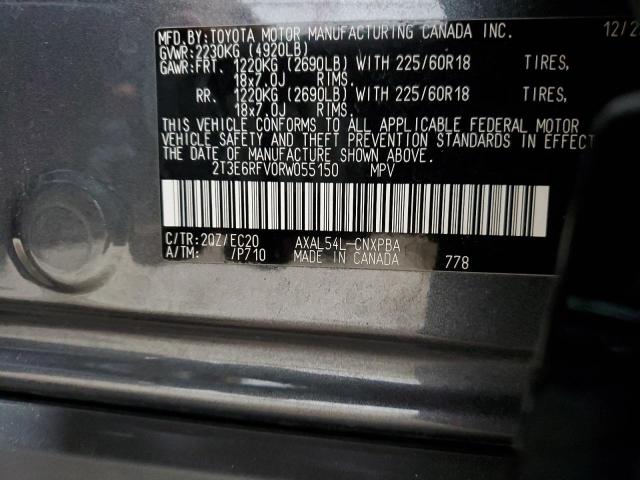 MFD.BY:TOYOTA MOTOR MANUFACTURING CANADA INC. 12/2
GVWR:2230KG (4920LB)
GAWR:FRT. 1220KG (2690LB) WITH 225/60R18 TIRES,
18x7.0J RIMS.
RR. 1220KG (2690LB) WITH 225/60R18 TIRES,
18x7.0J RIMS.
THIS VEHICLE CONFORMS TO ALL APPLICABLE FEDERAL MOTOR
VEHICLE SAFETY, THEFT PREVENTION STANDARDS IN EFFECT
THE DATE OF MANUFACTURE SHOWN ABOVE.
2T3E6RFV0RW055150 MPV
C/TR:2QZ/EC20 AXAL54L-CNXPBA
A/TM: /P710 MADE IN CANADA 778